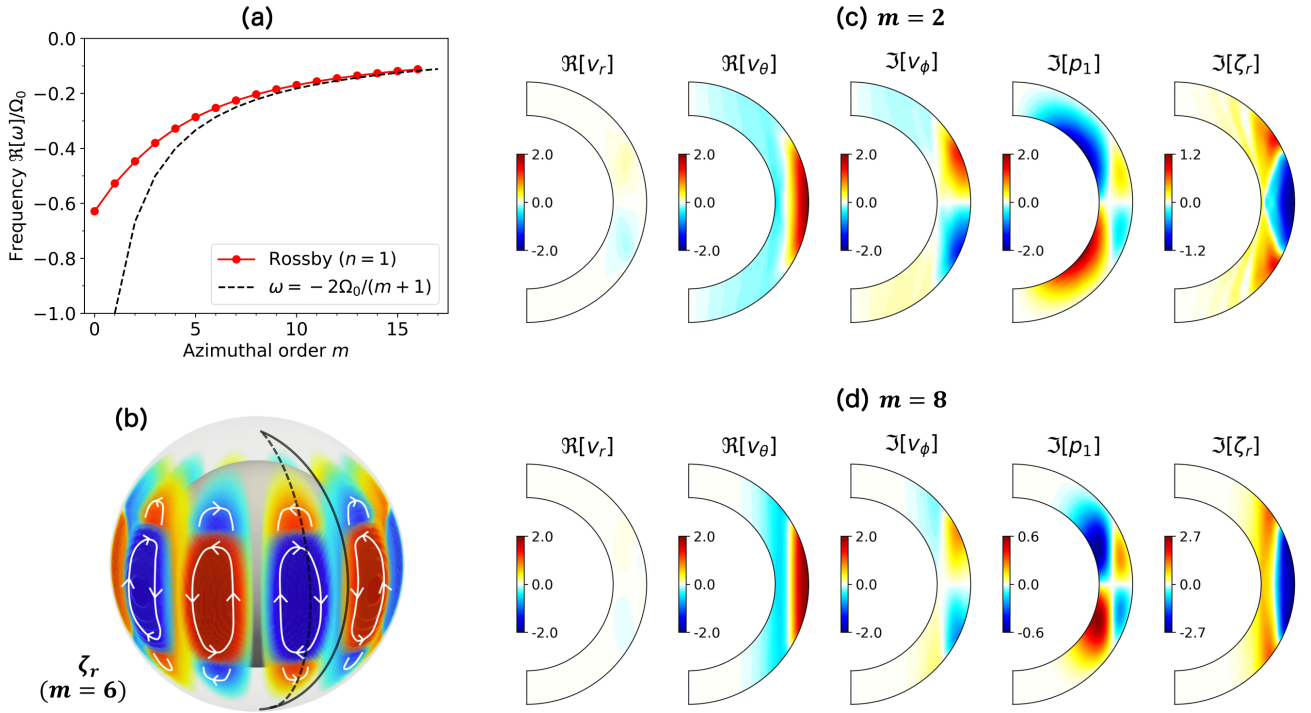 (a)
0.0
−0.2
−0.4
−0.6
−0.8
−1.0
Frequency ℜ[ω]/Ω₀
0 5 10 15
Azimuthal order m
Rossby (n = 1)
ω = − 2Ω₀/(m + 1)
(b)
ζᵣ
(m = 6)
(c) m = 2
ℜ[vᵣ] ℜ[v_θ] ℑ[v_ϕ] ℑ[p₁] ℑ[ζᵣ]
2.0 2.0 2.0 2.0 1.2
0.0 0.0 0.0 0.0 0.0
-2.0 -2.0 -2.0 -2.0 -1.2
(d) m = 8
ℜ[vᵣ] ℜ[v_θ] ℑ[v_ϕ] ℑ[p₁] ℑ[ζᵣ]
2.0 2.0 2.0 0.6 2.7
0.0 0.0 0.0 0.0 0.0
-2.0 -2.0 -2.0 -0.6 -2.7